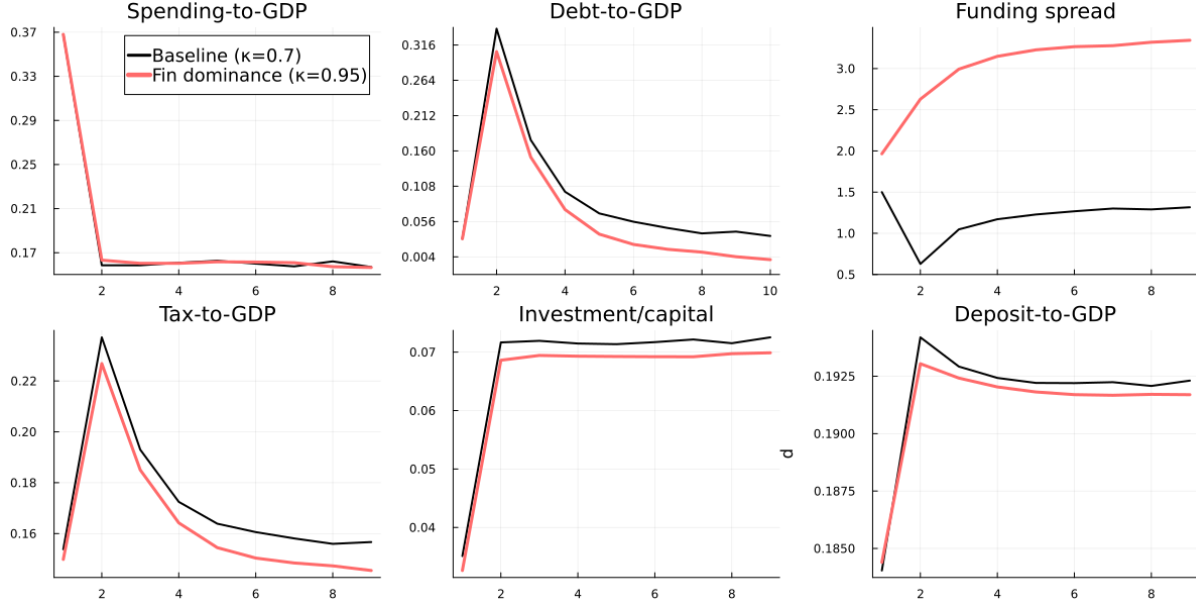 Spending-to-GDP
0.37
0.33
0.29
0.25
0.21
0.17
2 4 6 8
Baseline (κ=0.7)
Fin dominance (κ=0.95)
Debt-to-GDP
0.316
0.264
0.212
0.160
0.108
0.056
0.004
2 4 6 8 10
Funding spread
3.0
2.5
2.0
1.5
1.0
0.5
2 4 6 8
Tax-to-GDP
0.22
0.20
0.18
0.16
2 4 6 8
Investment/capital
0.07
0.06
0.05
0.04
2 4 6 8
Deposit-to-GDP
d
0.1925
0.1900
0.1875
0.1850
2 4 6 8